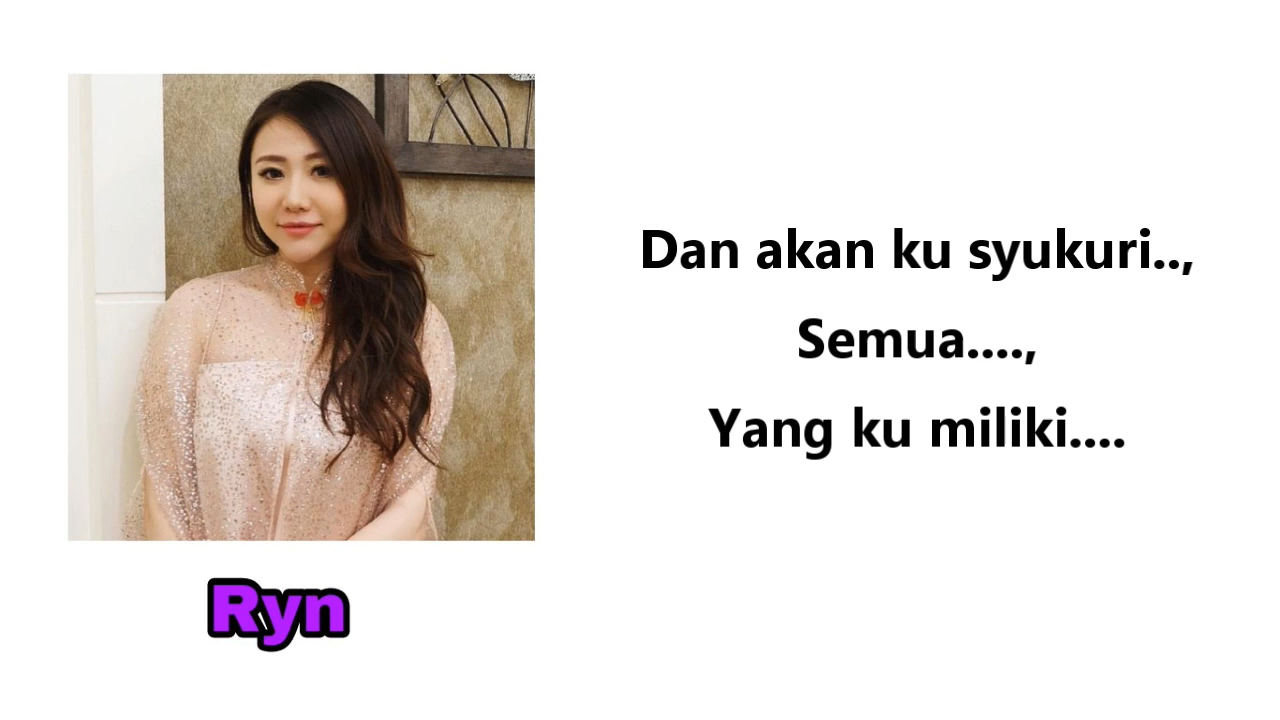 Dan akan ku syukuri..,
Semua....,
Yang ku miliki....
Ryn